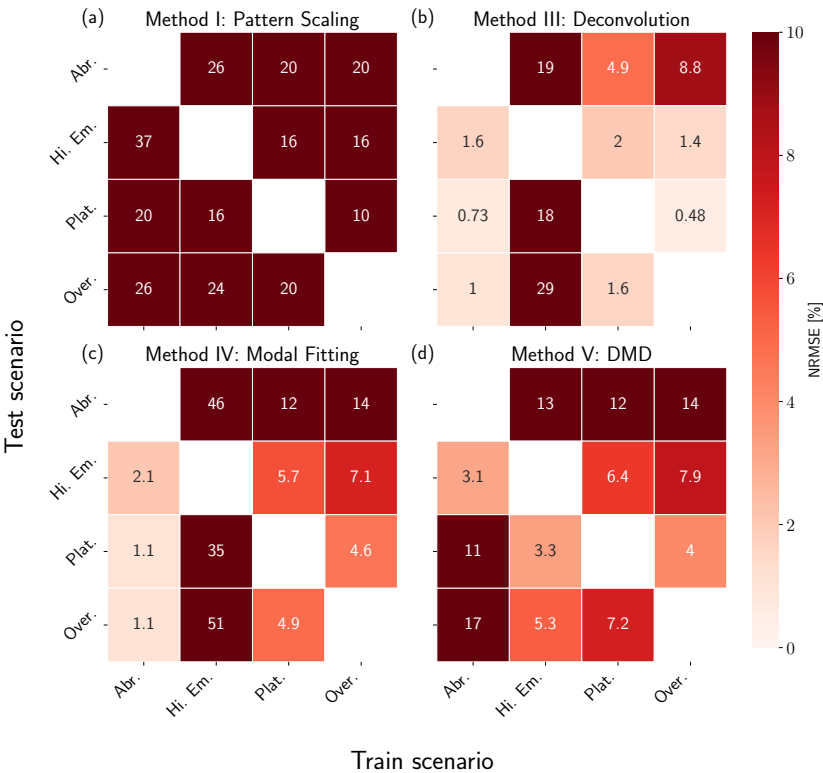 (a) Method I: Pattern Scaling
(b) Method III: Deconvolution
Abr. 26 20 20
Hi. Em. 37 16 16
Plat. 20 16 10
Over. 26 24 20
19 4.9 8.8
1.6 2 1.4
0.73 18 0.48
1 29 1.6
(c) Method IV: Modal Fitting
(d) Method V: DMD
Abr. 46 12 14
Hi. Em. 2.1 5.7 7.1
Plat. 1.1 35 4.6
Over. 1.1 51 4.9
13 12 14
3.1 6.4 7.9
11 3.3 4
17 5.3 7.2
Abr. Hi. Em. Plat. Over.
Abr. Hi. Em. Plat. Over.
Test scenario
Train scenario
10
8
6
4
2
0
NRMSE [%]